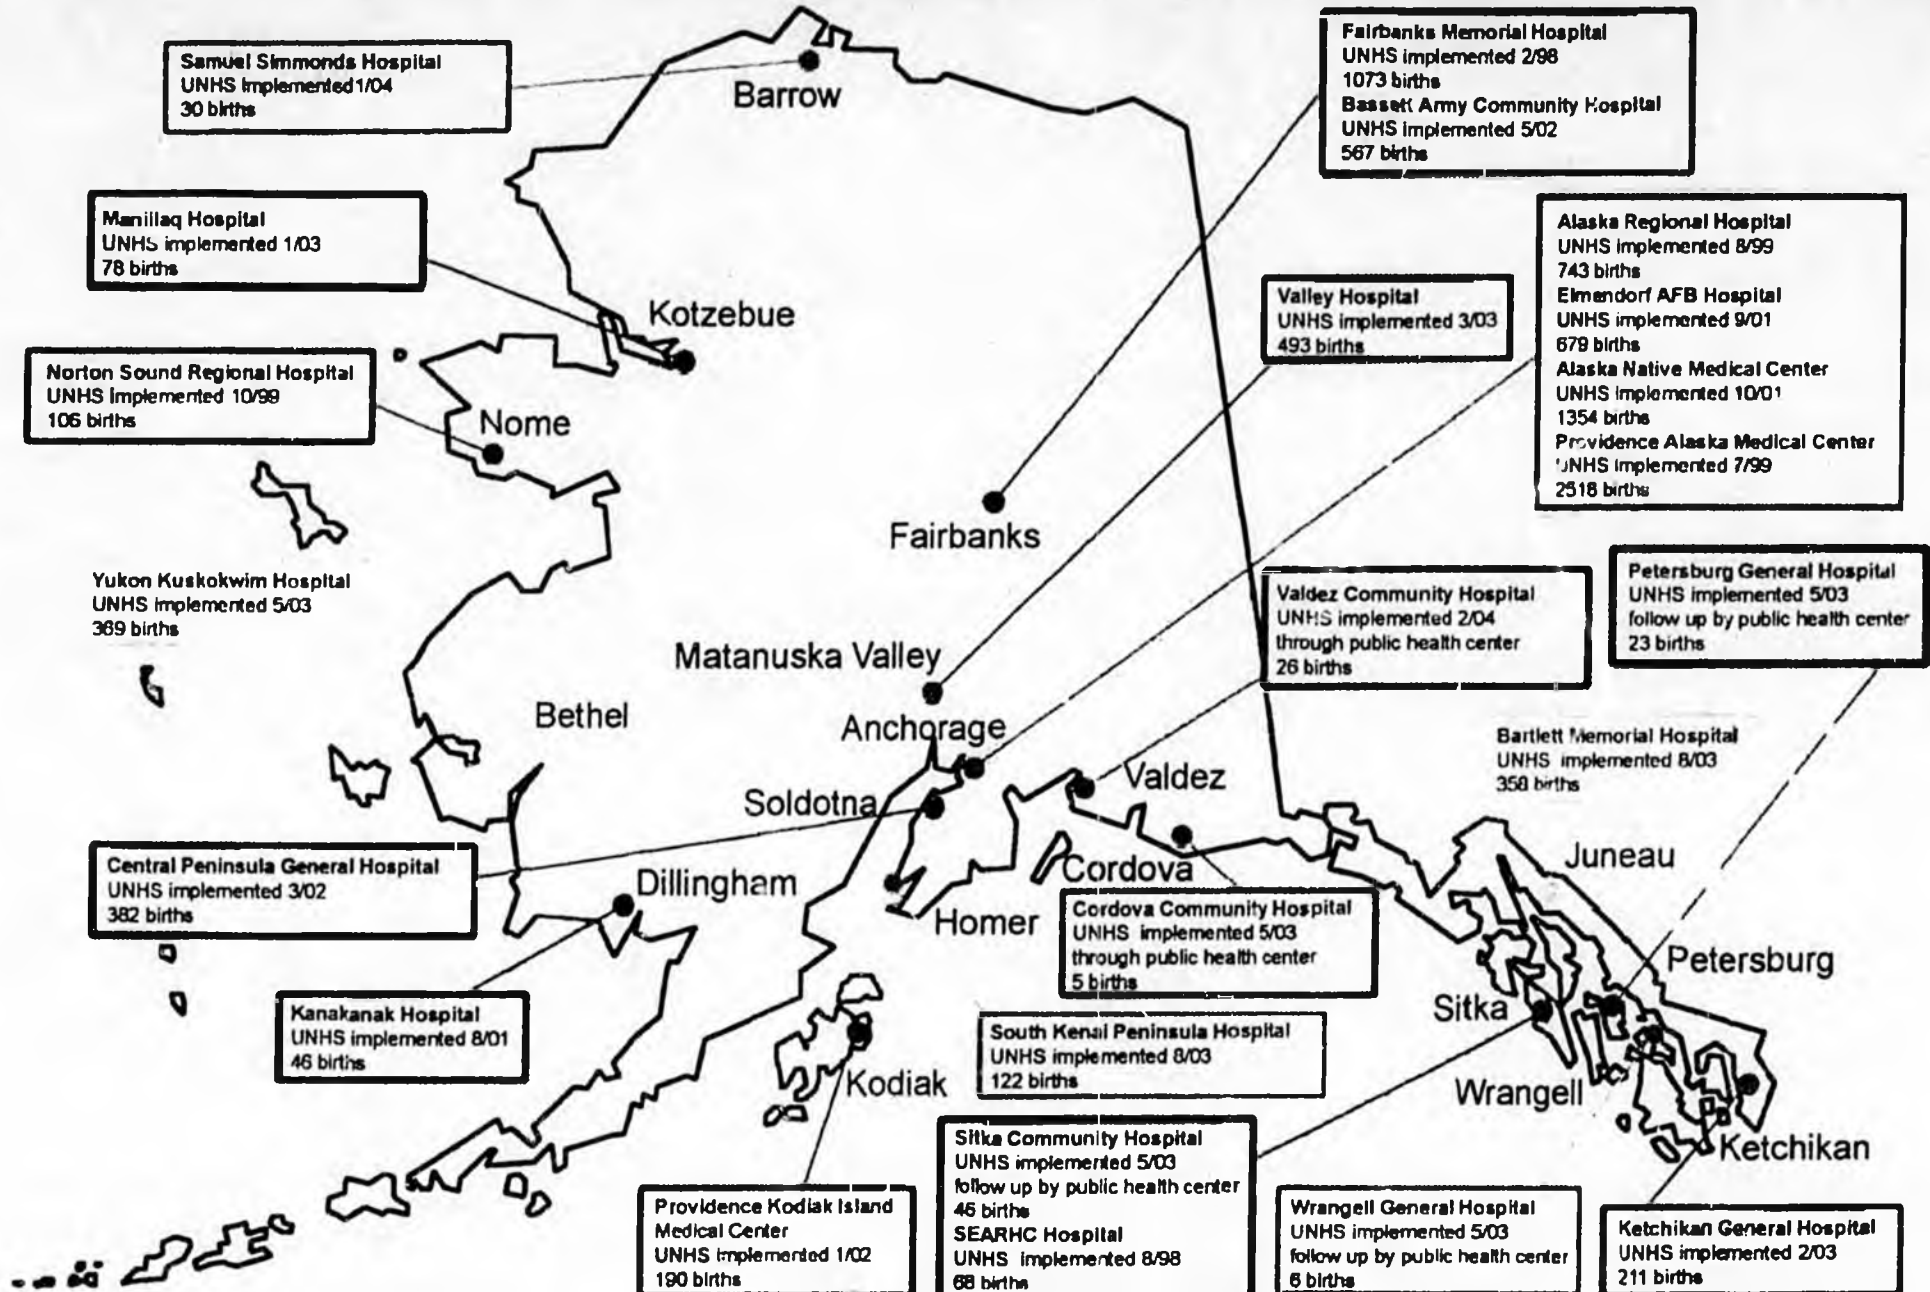 Samuel Simmonds Hospital
UNHS Implemented 1/04
30 births
Barrow
Fairbanks Memorial Hospital
UNHS implemented 2/98
1073 births
Bassett Army Community Hospital
UNHS implemented 5/02
567 births
Maniilaq Hospital
UNHS implemented 1/03
78 births
Kotzebue
Alaska Regional Hospital
UNHS implemented 8/99
743 births
Elmendorf AFB Hospital
UNHS implemented 9/01
679 births
Alaska Native Medical Center
UNHS implemented 10/01
1354 births
Providence Alaska Medical Center
UNHS implemented 7/99
2518 births
Valley Hospital
UNHS implemented 3/03
493 births
Norton Sound Regional Hospital
UNHS implemented 10/99
106 births
Nome
Fairbanks
Yukon Kuskokwim Hospital
UNHS implemented 5/03
369 births
Valdez Community Hospital
UNHS implemented 2/04
through public health center
26 births
Petersburg General Hospital
UNHS implemented 5/03
follow up by public health center
23 births
Matanuska Valley
Bethel
Anchorage
Bartlett Memorial Hospital
UNHS implemented 8/03
358 births
Valdez
Soldotna
Juneau
Central Peninsula General Hospital
UNHS implemented 3/02
382 births
Dillingham
Cordova
Homer
Cordova Community Hospital
UNHS implemented 5/03
through public health center
5 births
Petersburg
Sitka
Kanakanak Hospital
UNHS implemented 8/01
46 births
South Kenai Peninsula Hospital
UNHS implemented 8/03
122 births
Kodiak
Wrangell
Ketchikan
Sitka Community Hospital
UNHS implemented 5/03
follow up by public health center
46 births
SEARHC Hospital
UNHS implemented 8/98
68 births
Providence Kodiak Island
Medical Center
UNHS implemented 1/02
190 births
Wrangell General Hospital
UNHS implemented 5/03
follow up by public health center
6 births
Ketchikan General Hospital
UNHS implemented 2/03
211 births